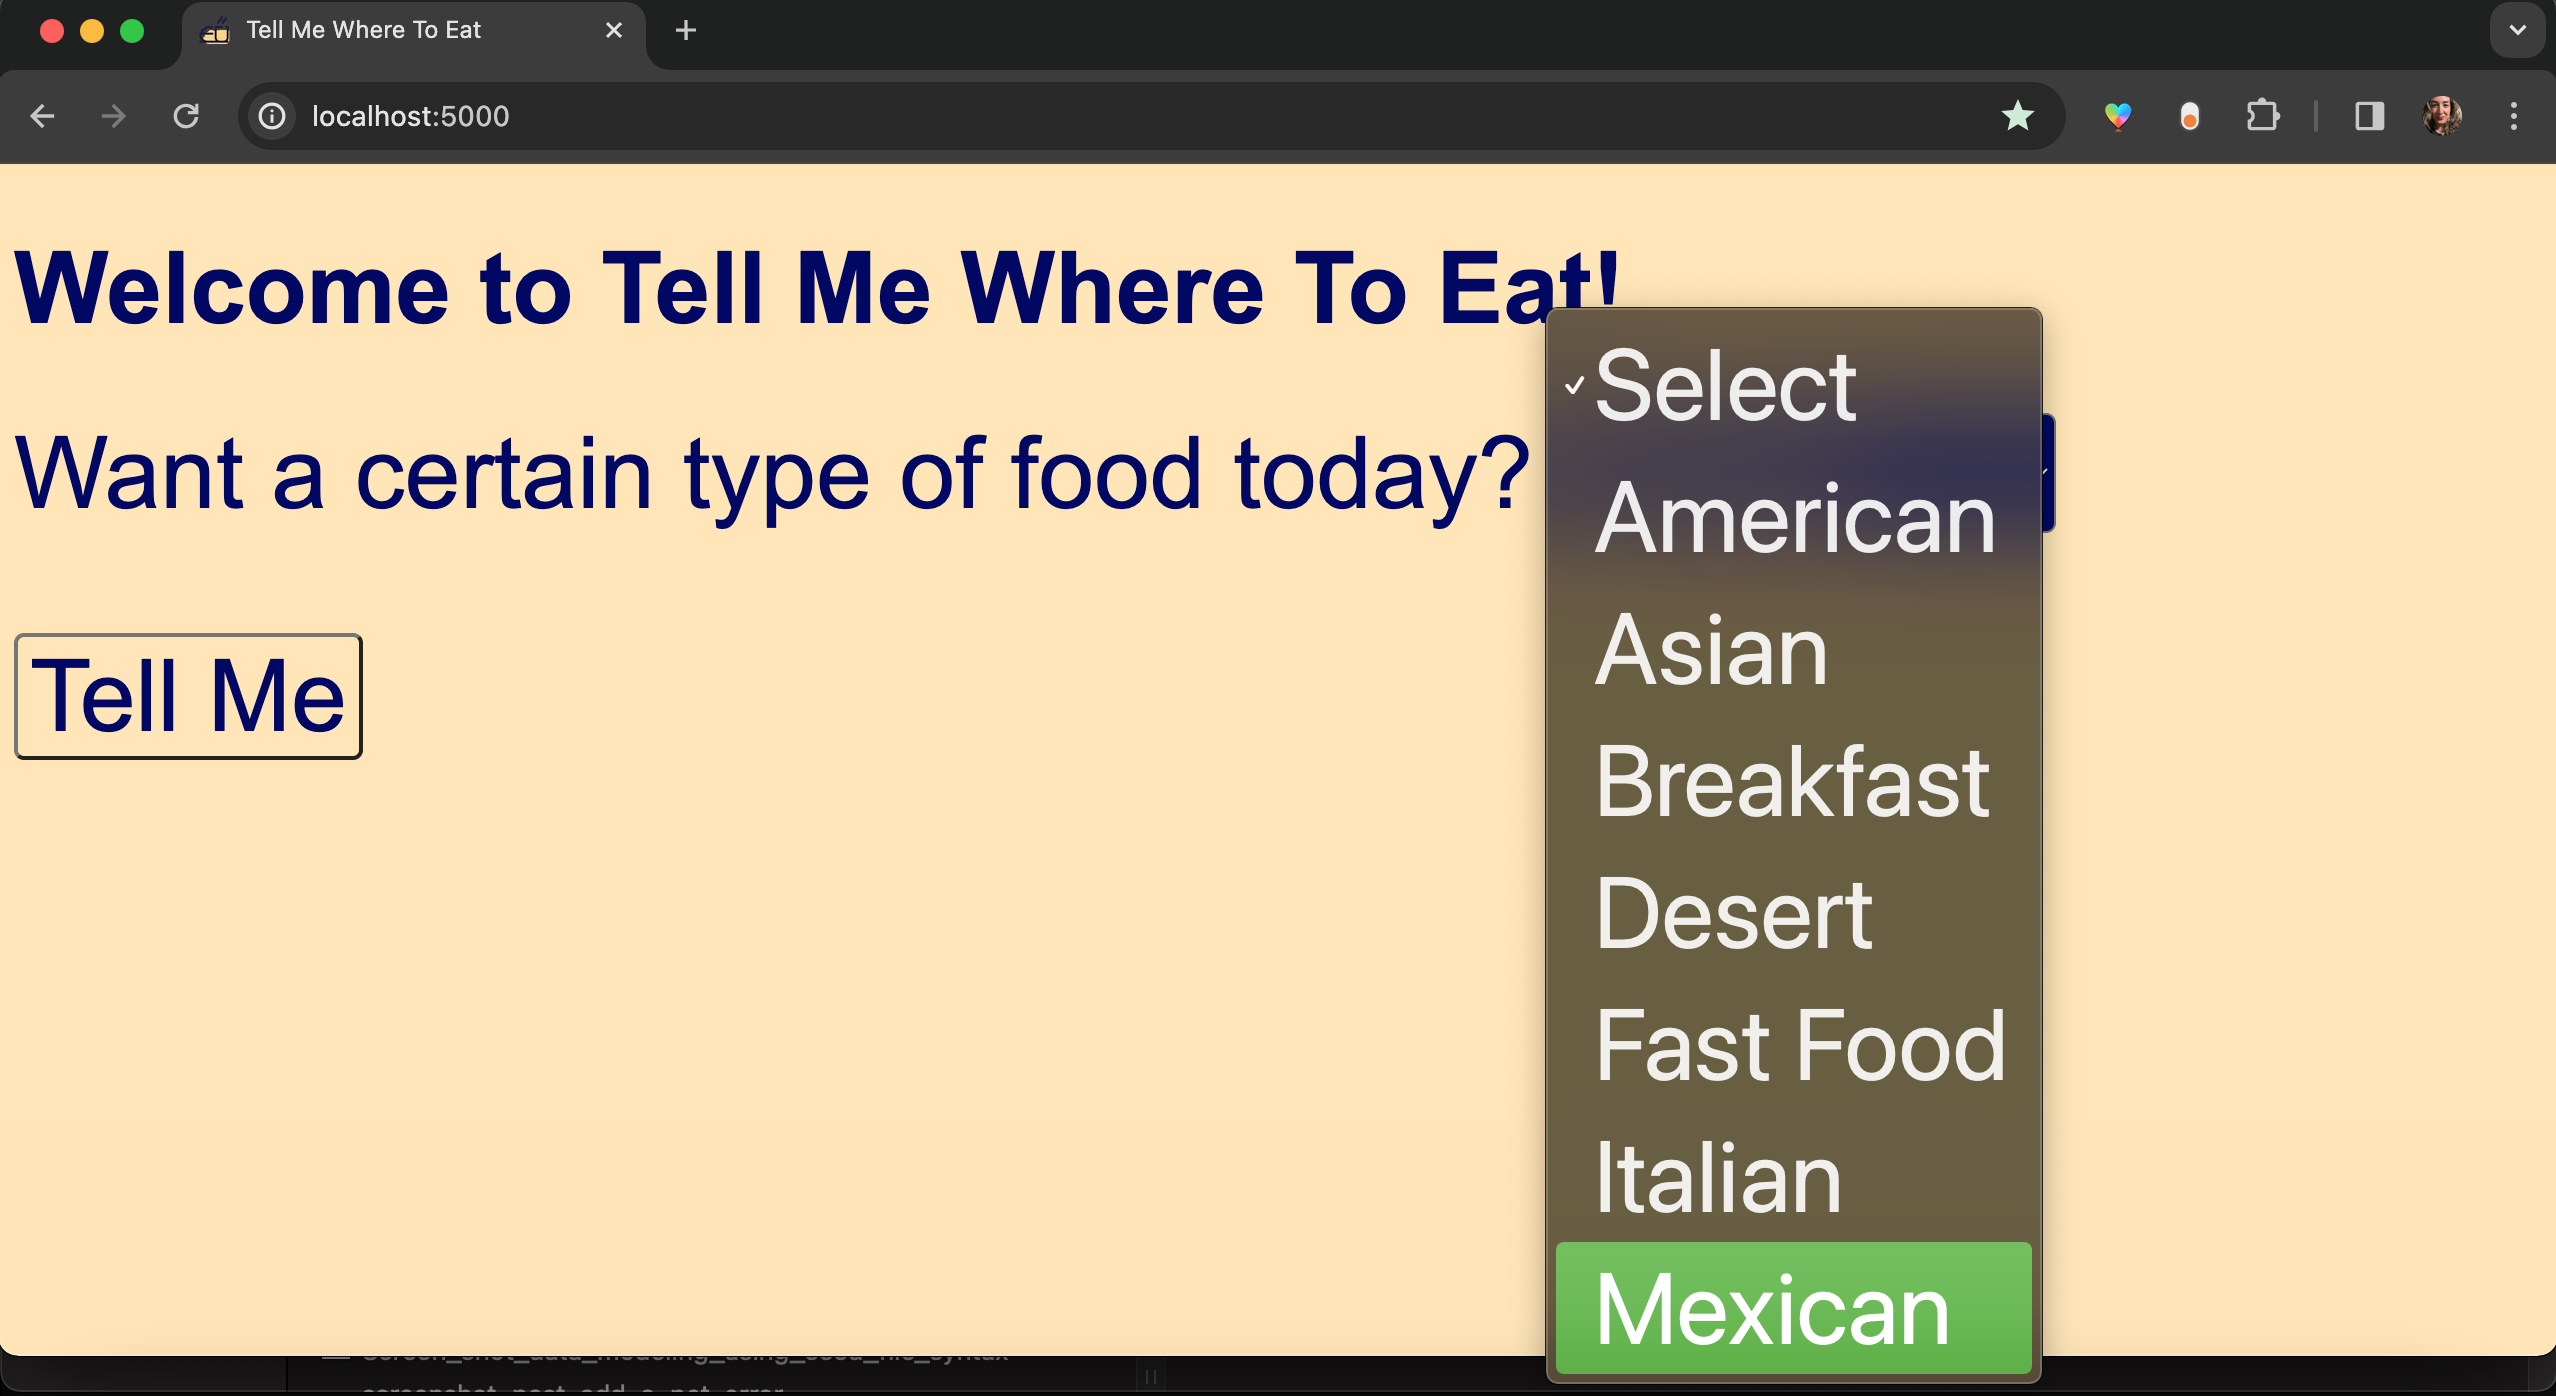 Tell Me Where To Eat
localhost:5000
Welcome to Tell Me Where To Eat!
Want a certain type of food today?
Select
American
Asian
Breakfast
Desert
Fast Food
Italian
Mexican
Tell Me